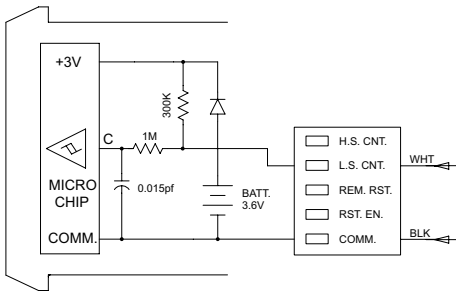 +3V
300K
C
1M
MICRO
CHIP
0.015pf
BATT.
3.6V
COMM.
H.S. CNT.
L.S. CNT.
REM. RST.
RST. EN.
COMM.
WHT
BLK